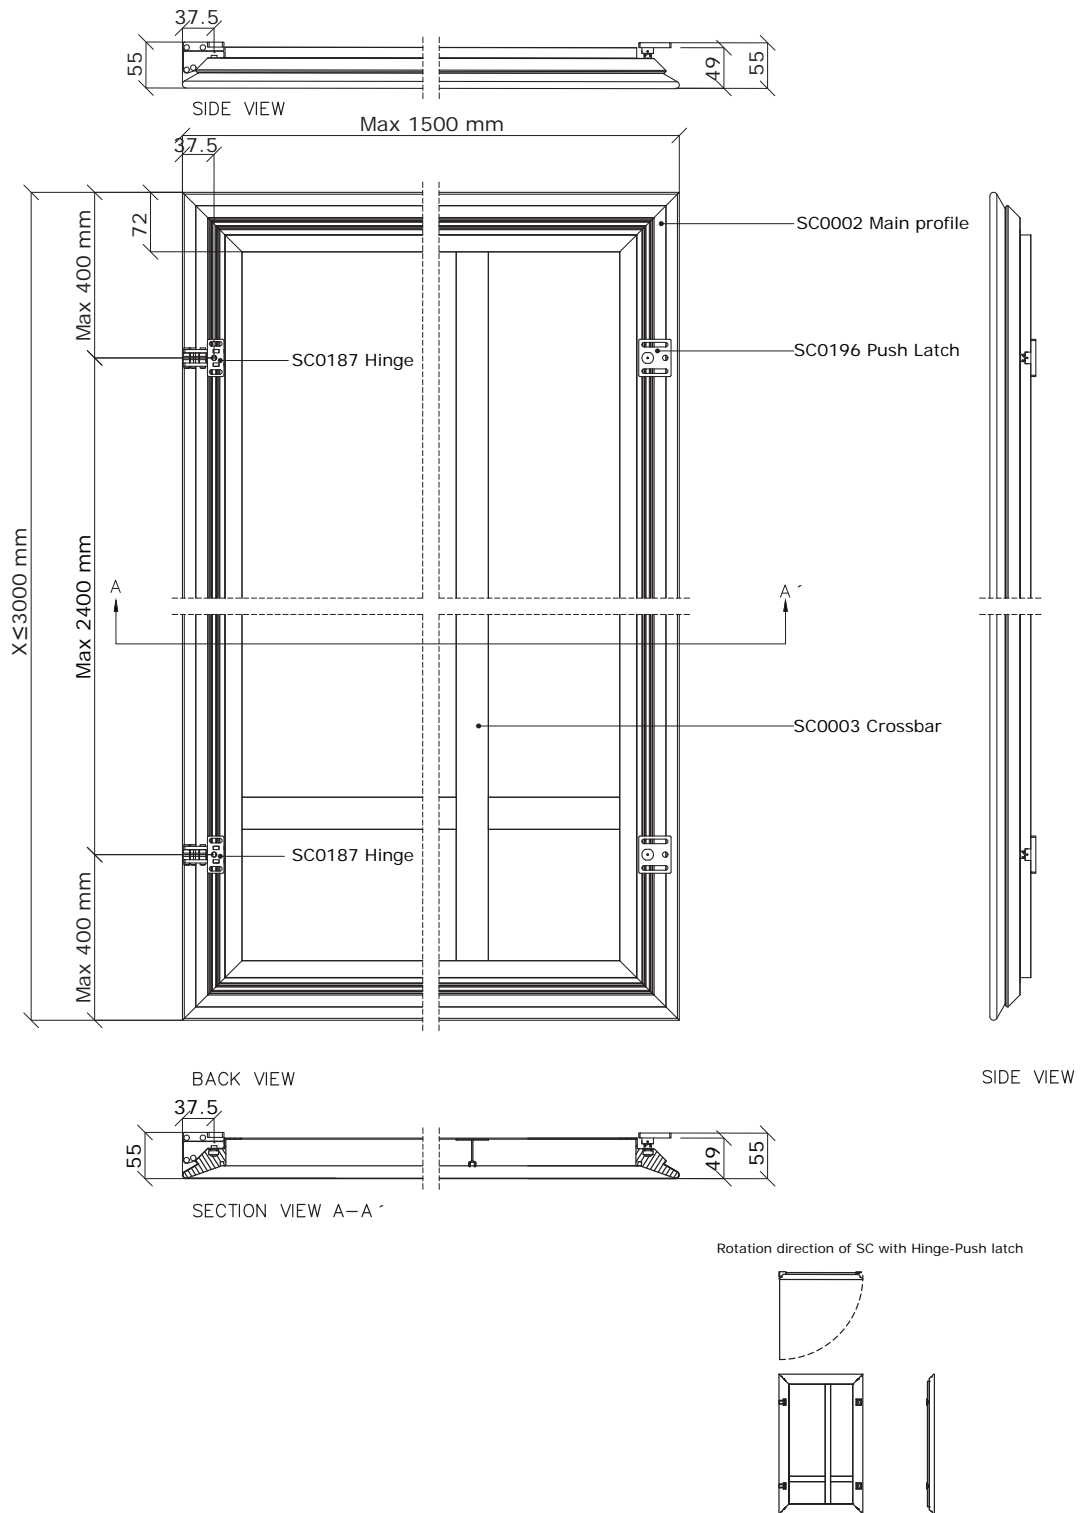 37.5
55
49
55
SIDE VIEW
Max 1500 mm
37.5
72
Max 400 mm
SC0002 Main profile
SC0187 Hinge
SC0196 Push Latch
X≤3000 mm
Max 2400 mm
A
A´
SC0003 Crossbar
SC0187 Hinge
Max 400 mm
BACK VIEW
SIDE VIEW
37.5
55
49
55
SECTION VIEW A-A´
Rotation direction of SC with Hinge-Push latch